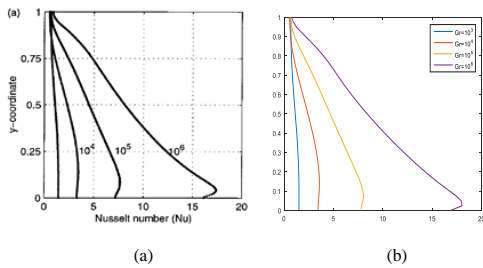 (a)
1
0.75
0.5
0.25
0
y-coordinate
10⁴
10⁵
10⁶
0 5 10 15 20
Nusselt number (Nu)
(a)
1
0.9
0.8
0.7
0.6
0.5
0.4
0.3
0.2
0.1
0
Gr=10³
Gr=10⁴
Gr=10⁵
Gr=10⁶
0 5 10 15 20
(b)